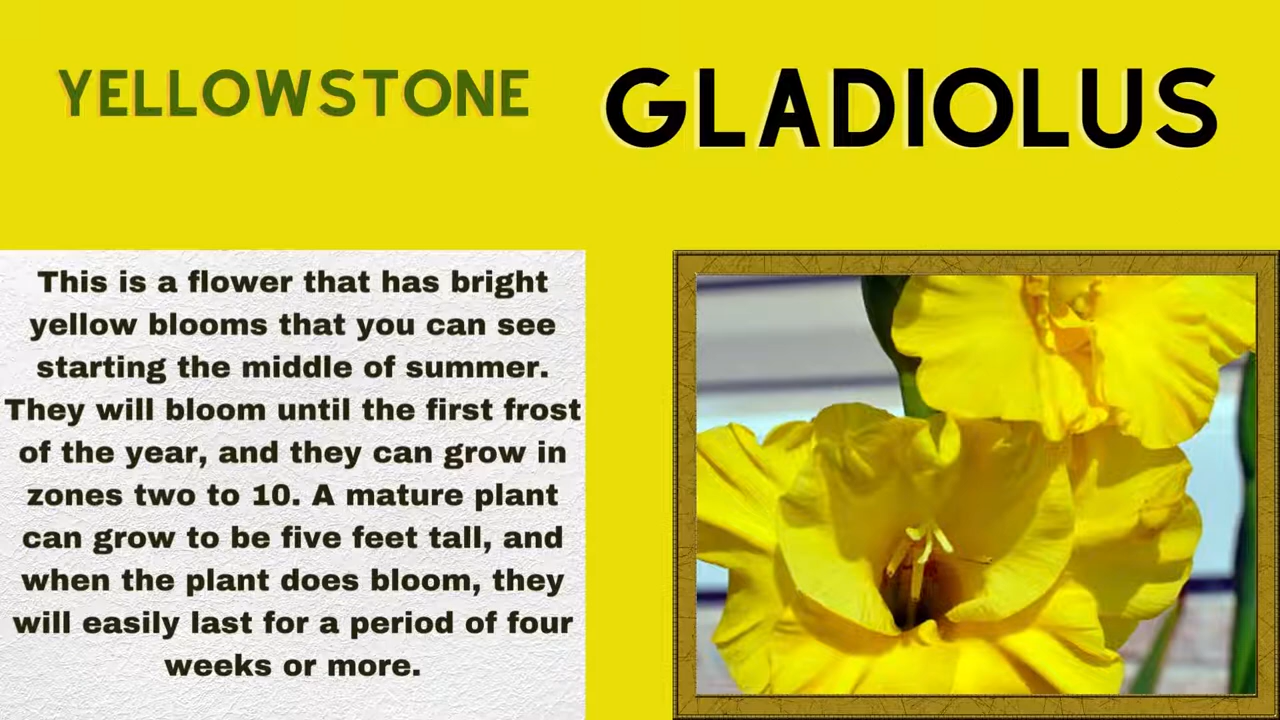 YELLOWSTONE GLADIOLUS
This is a flower that has bright
yellow blooms that you can see
starting the middle of summer.
They will bloom until the first frost
of the year, and they can grow in
zones two to 10. A mature plant
can grow to be five feet tall, and
when the plant does bloom, they
will easily last for a period of four
weeks or more.